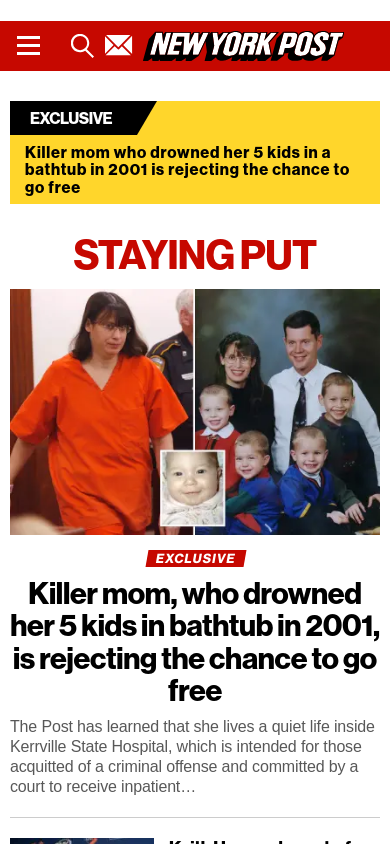 NEW YORK POST
EXCLUSIVE
Killer mom who drowned her 5 kids in a
bathtub in 2001 is rejecting the chance to
go free
STAYING PUT
EXCLUSIVE
Killer mom, who drowned
her 5 kids in bathtub in 2001,
is rejecting the chance to go
free
The Post has learned that she lives a quiet life inside
Kerrville State Hospital, which is intended for those
acquitted of a criminal offense and committed by a
court to receive inpatient…